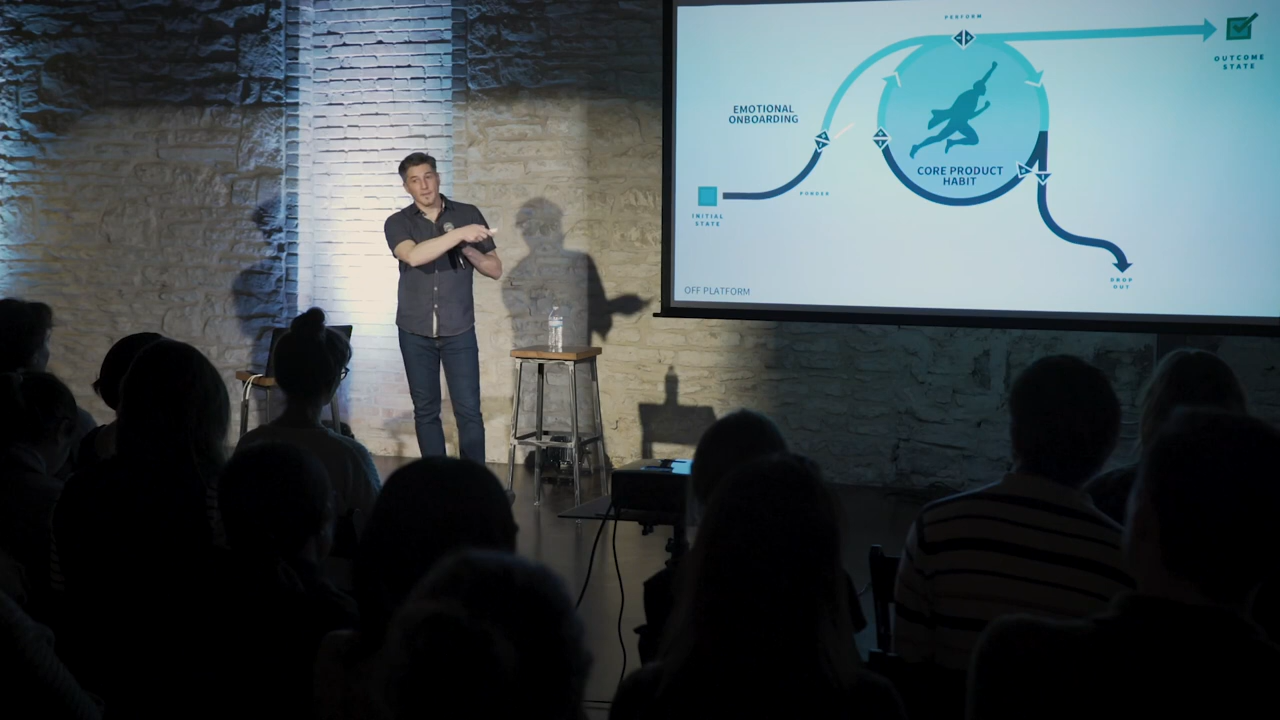 PERFORM
OUTCOME
STATE
EMOTIONAL
ONBOARDING
CORE PRODUCT
HABIT
PONDER
INITIAL
STATE
DROP
OUT
OFF PLATFORM